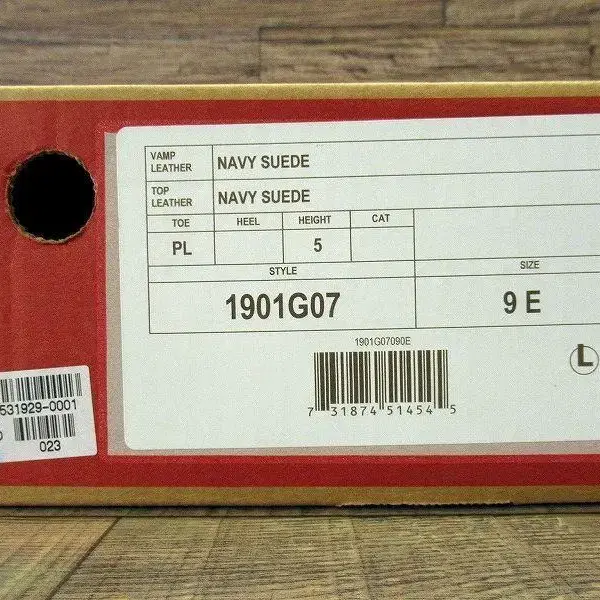 VAMP LEATHER NAVY SUEDE
TOP LEATHER NAVY SUEDE
TOE HEEL HEIGHT CAT
PL 5
STYLE SIZE
1901G07 9 E
1901G07090E
L
7 31874 51454 5
531929-0001
023